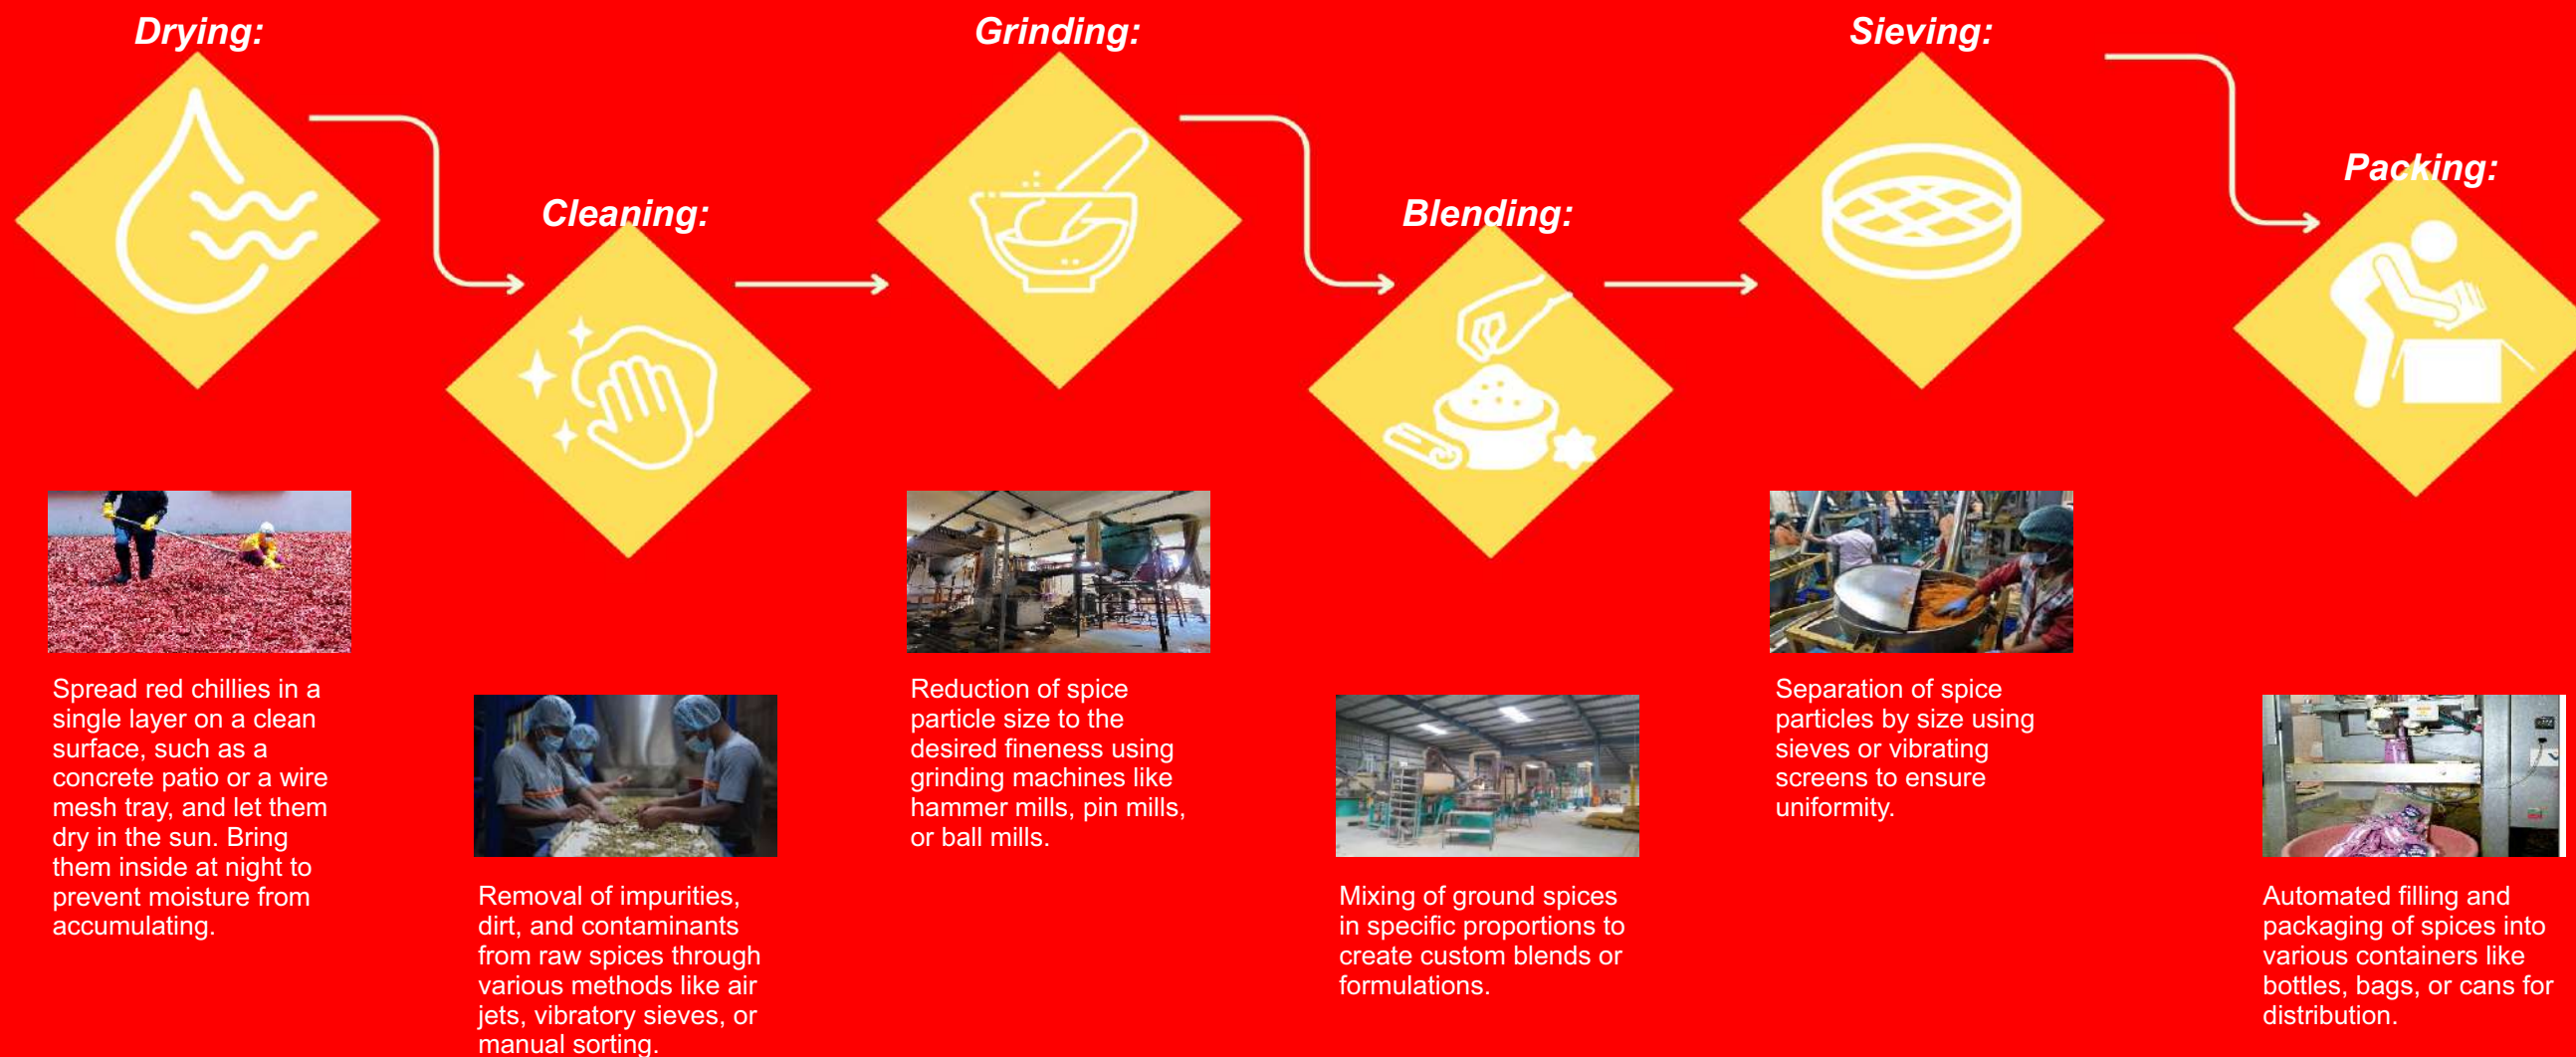 Drying:
Spread red chillies in a
single layer on a clean
surface, such as a
concrete patio or a wire
mesh tray, and let them
dry in the sun. Bring
them inside at night to
prevent moisture from
accumulating.
Cleaning:
Removal of impurities,
dirt, and contaminants
from raw spices through
various methods like air
jets, vibratory sieves, or
manual sorting.
Grinding:
Reduction of spice
particle size to the
desired fineness using
grinding machines like
hammer mills, pin mills,
or ball mills.
Blending:
Mixing of ground spices
in specific proportions to
create custom blends or
formulations.
Sieving:
Separation of spice
particles by size using
sieves or vibrating
screens to ensure
uniformity.
Packing:
Automated filling and
packaging of spices into
various containers like
bottles, bags, or cans for
distribution.